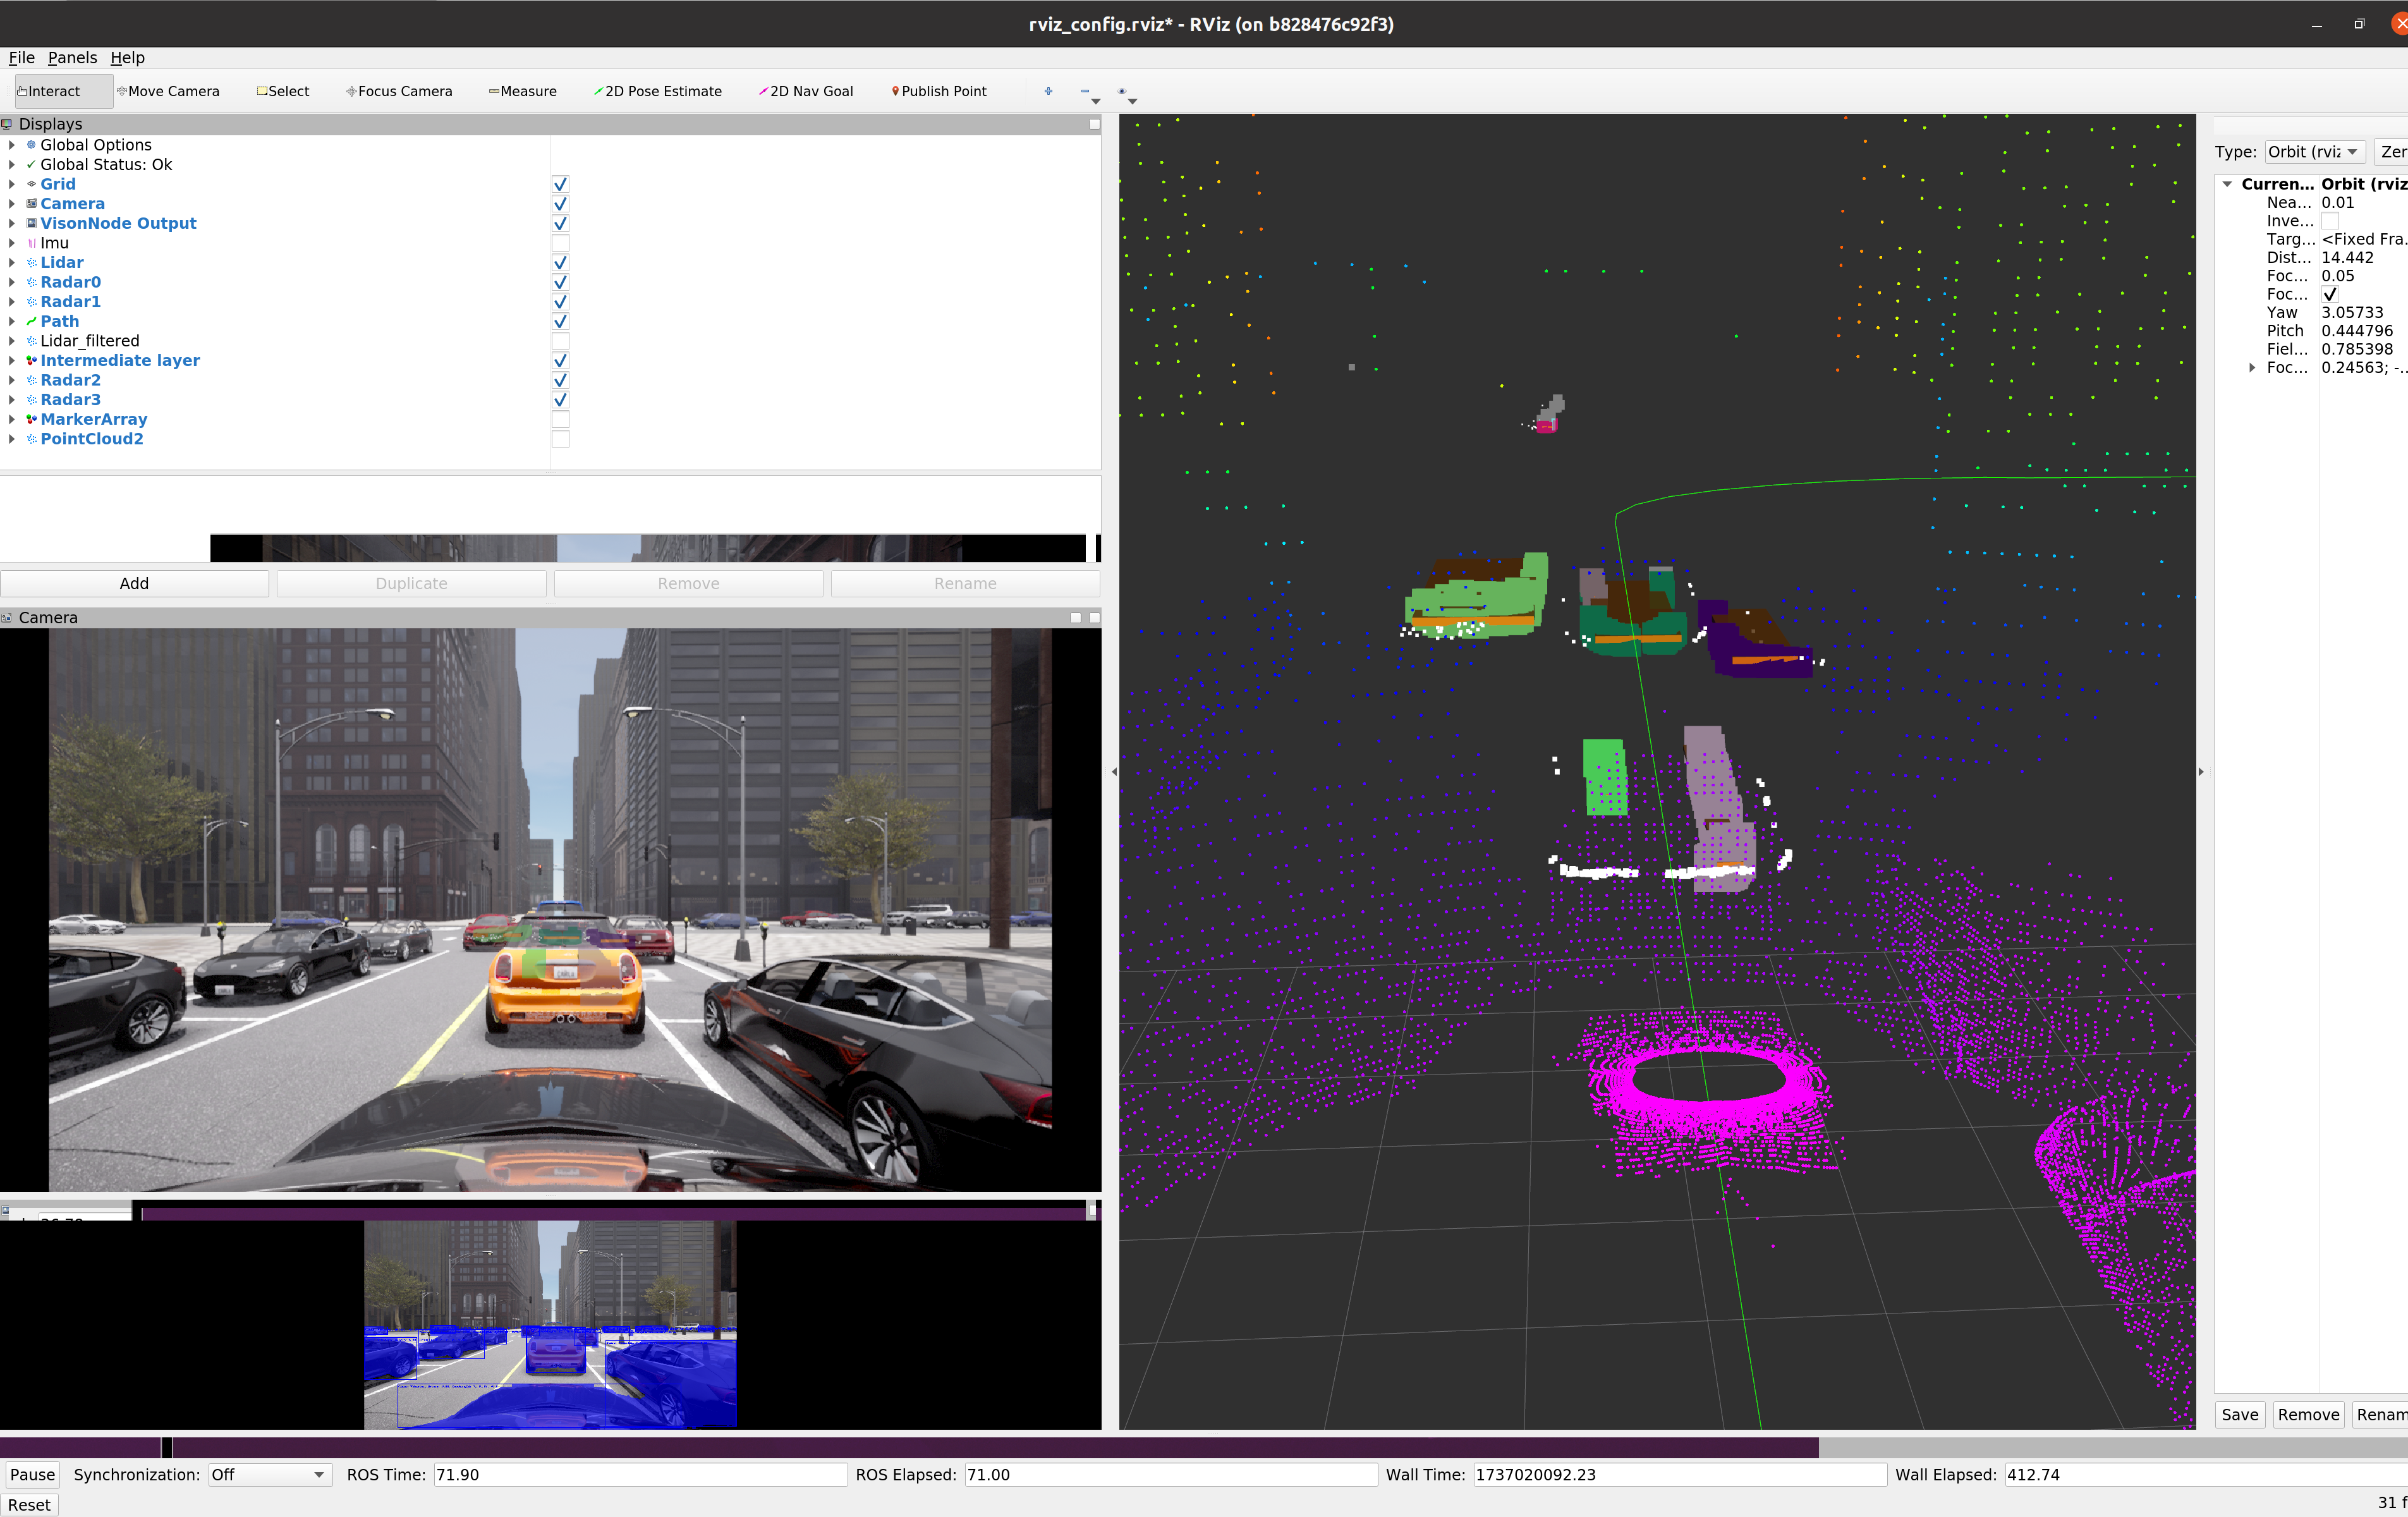 rviz_config.rviz* - RViz (on b828476c92f3)
File Panels Help
Interact Move Camera Select Focus Camera Measure 2D Pose Estimate 2D Nav Goal Publish Point
Displays
Global Options
Global Status: Ok
Grid
Camera
VisonNode Output
Imu
Lidar
Radar0
Radar1
Path
Lidar_filtered
Intermediate layer
Radar2
Radar3
MarkerArray
PointCloud2
Add Duplicate Remove Rename
Camera
Type: Orbit (rviz Zer
Curren... Orbit (rviz
Nea... 0.01
Inve...
Targ... <Fixed Fra...
Dist... 14.442
Foc... 0.05
Foc...
Yaw 3.05733
Pitch 0.444796
Fiel... 0.785398
Foc... 0.24563; -...
Save Remove Renam
Pause Synchronization: Off ROS Time: 71.90 ROS Elapsed: 71.00 Wall Time: 1737020092.23 Wall Elapsed: 412.74
Reset
31 f